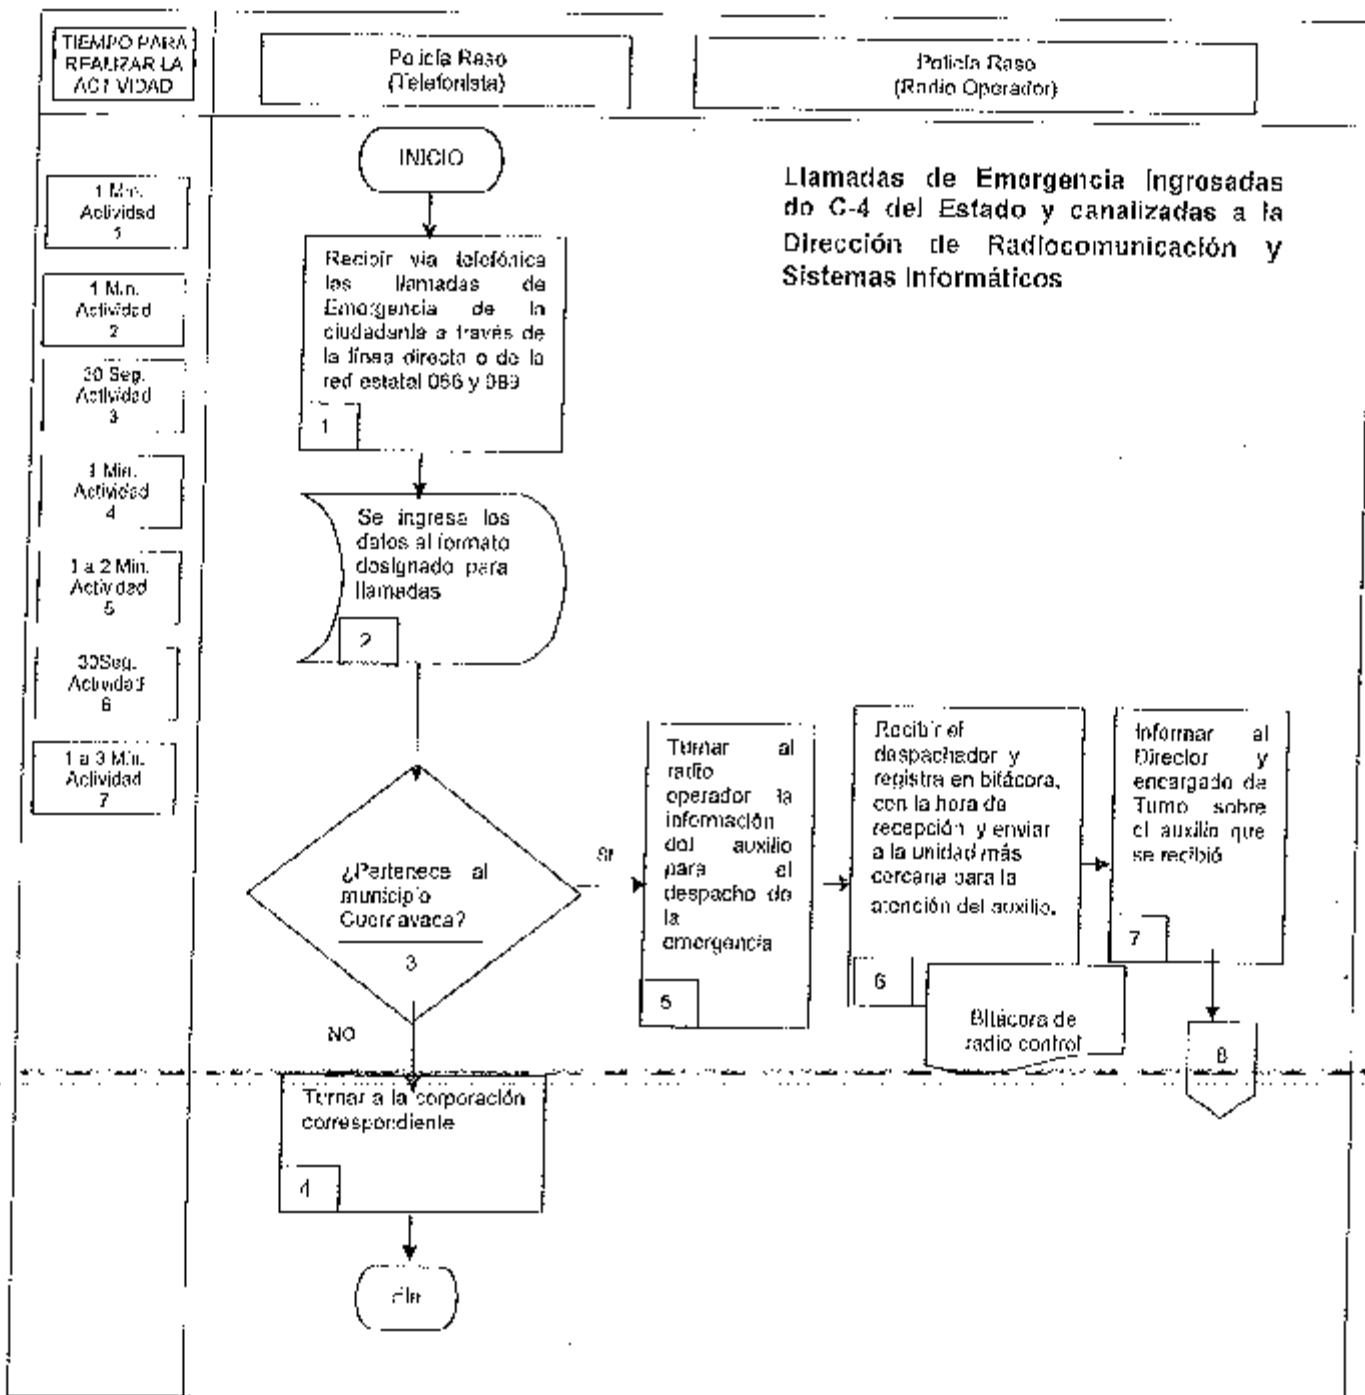 TIEMPO PARA
REALIZAR LA
ACTIVIDAD
Policía Raso
(Telefonista)
Policía Raso
(Radio Operador)
1 Min.
Actividad
1
1 Min.
Actividad
2
30 Seg.
Actividad
3
1 Min.
Actividad
4
1 a 2 Min.
Actividad
5
30Seg.
Actividad
6
1 a 3 Min.
Actividad
7
INICIO
Llamadas de Emergencia Ingresadas
de C-4 del Estado y canalizadas a la
Dirección de Radiocomunicación y
Sistemas Informáticos
Recibir vía telefónica
las llamadas de
Emergencia de la
ciudadanía a través de
la línea directa o de la
red estatal 066 y 089
1
Se ingresa los
datos al formato
designado para
llamadas
2
¿Pertenece al
municipio
Cuernavaca?
3
SI
NO
Turnar al
radio
operador la
información
del auxilio
para el
despacho de
la
emergencia
5
Recibir el
despachador y
registra en bitácora,
con la hora de
recepción y enviar
a la unidad más
cercana para la
atención del auxilio.
6
Bitácora de
radio control
Informar al
Director y
encargado de
Turno sobre
el auxilio que
se recibió
7
8
Turnar a la corporación
correspondiente
4